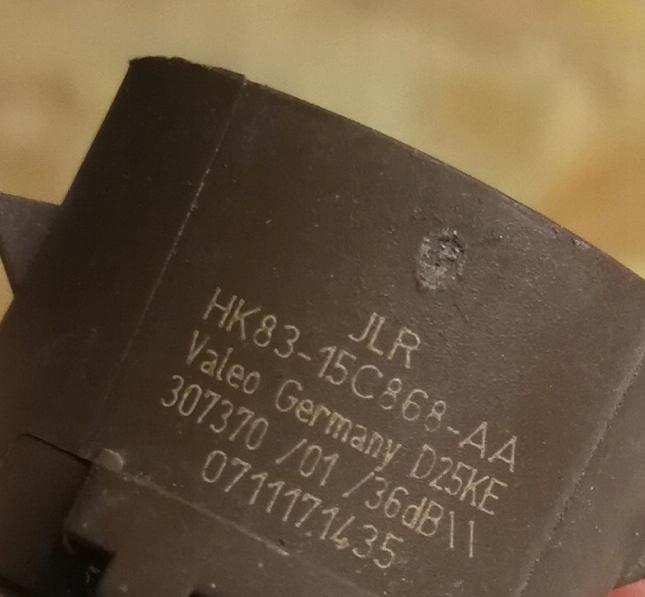 JLR
HK83-15C868-AA
Valeo Germany D25KE
307370 /01 /36dB\\
0711171435